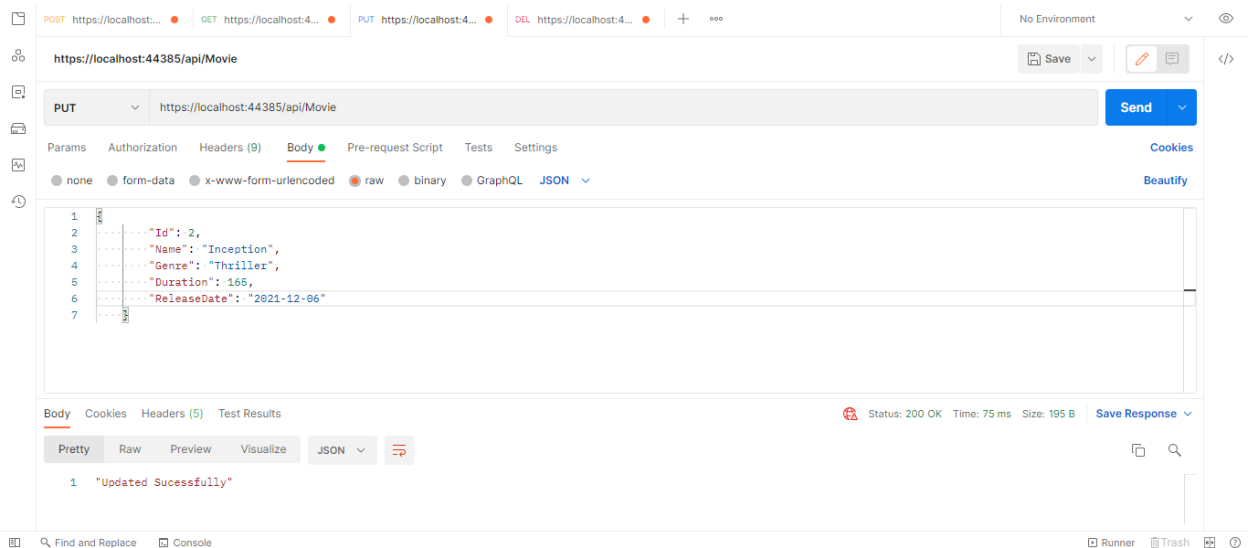 POST https://localhost:... GET https://localhost:4... PUT https://localhost:4... DEL https://localhost:4... No Environment
https://localhost:44385/api/Movie Save
PUT https://localhost:44385/api/Movie Send
Params Authorization Headers (9) Body Pre-request Script Tests Settings Cookies
none form-data x-www-form-urlencoded raw binary GraphQL JSON Beautify
1 {
2 "Id": 2,
3 "Name": "Inception",
4 "Genre": "Thriller",
5 "Duration": 165,
6 "ReleaseDate": "2021-12-06"
7 }
Body Cookies Headers (5) Test Results Status: 200 OK Time: 75 ms Size: 195 B Save Response
Pretty Raw Preview Visualize JSON
1 "Updated Sucessfully"
Find and Replace Console Runner Trash